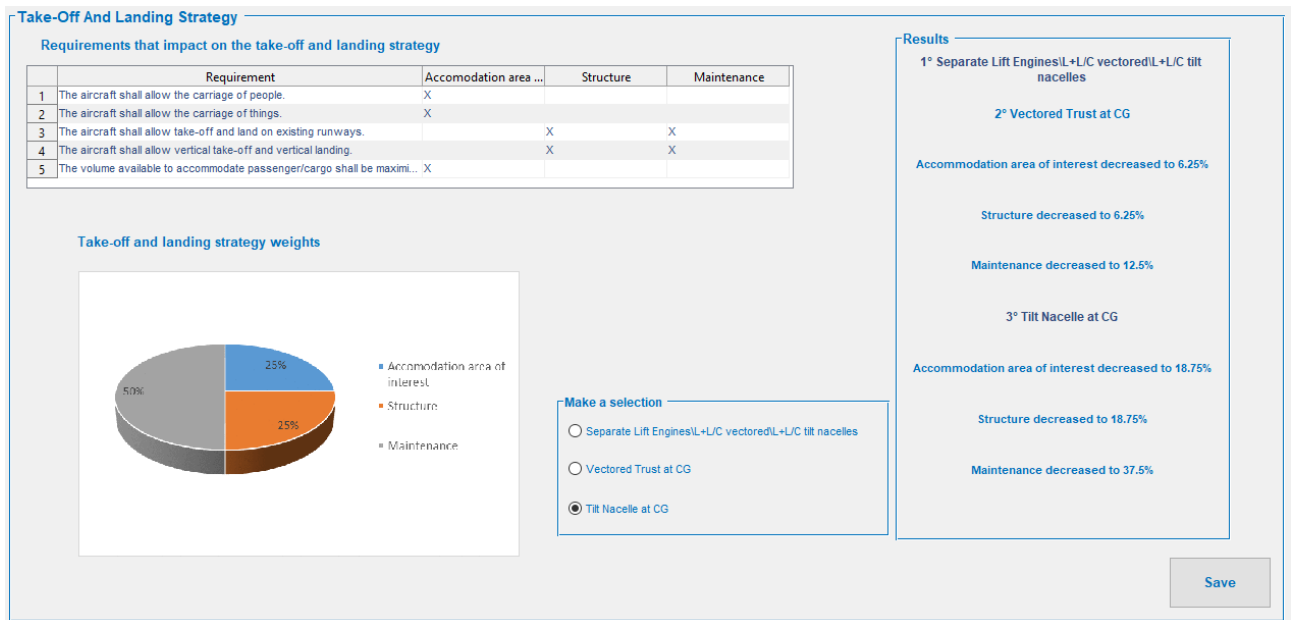 Take-Off And Landing Strategy
Requirements that impact on the take-off and landing strategy
Requirement Accomodation area ... Structure Maintenance
1 The aircraft shall allow the carriage of people. X
2 The aircraft shall allow the carriage of things. X
3 The aircraft shall allow take-off and land on existing runways. X X
4 The aircraft shall allow vertical take-off and vertical landing. X X
5 The volume available to accommodate passenger/cargo shall be maximi... X
Take-off and landing strategy weights
25%
50%
25%
Accomodation area of
interest
Structure
Maintenance
Make a selection
Separate Lift Engines\L+L/C vectored\L+L/C tilt nacelles
Vectored Trust at CG
Tilt Nacelle at CG
Results
1° Separate Lift Engines\L+L/C vectored\L+L/C tilt
nacelles
2° Vectored Trust at CG
Accommodation area of interest decreased to 6.25%
Structure decreased to 6.25%
Maintenance decreased to 12.5%
3° Tilt Nacelle at CG
Accommodation area of interest decreased to 18.75%
Structure decreased to 18.75%
Maintenance decreased to 37.5%
Save